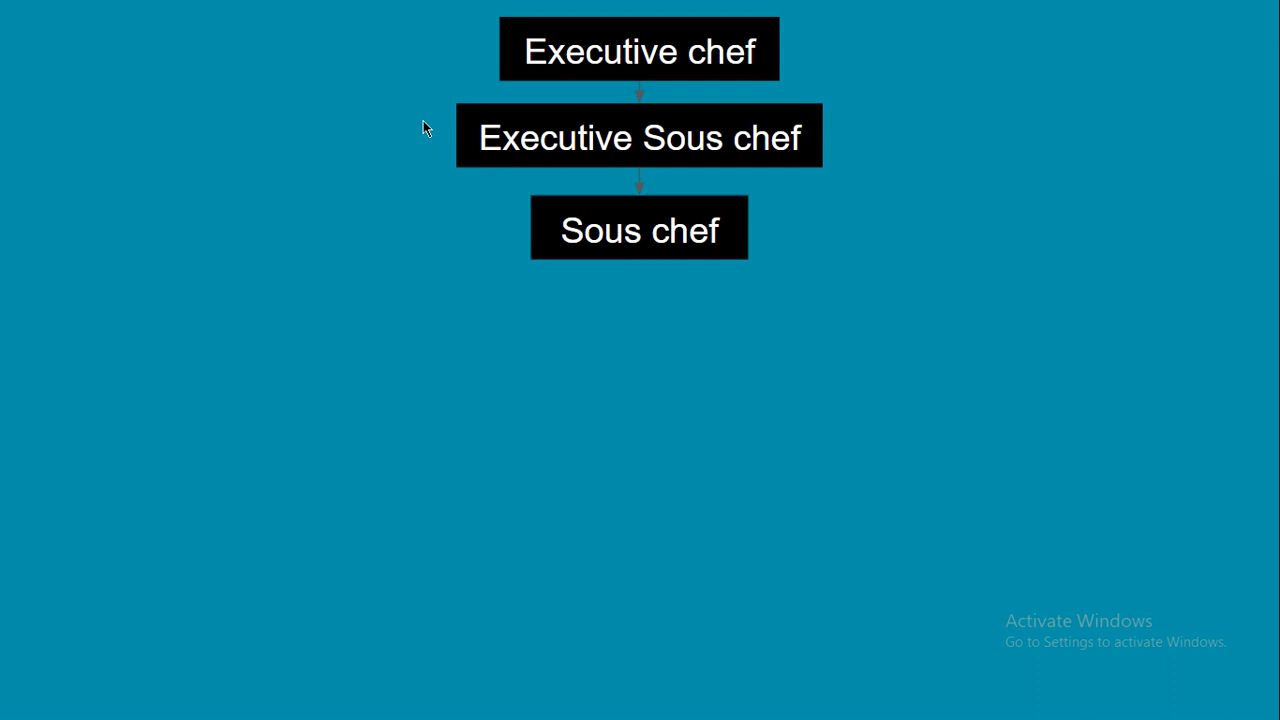 Executive chef
Executive Sous chef
Sous chef
Activate Windows
Go to Settings to activate Windows.